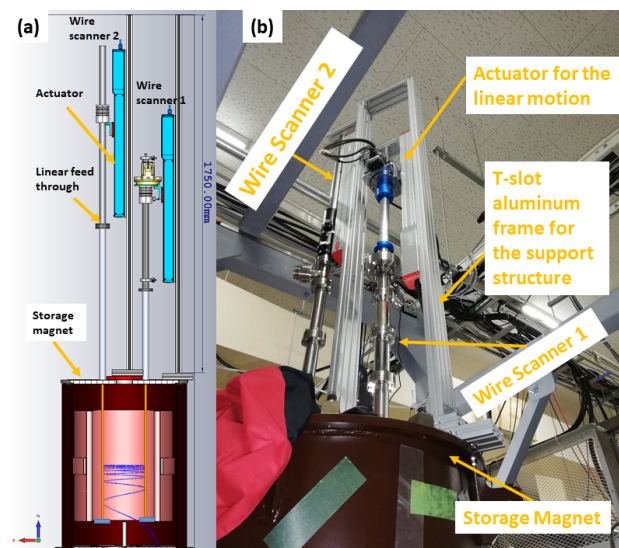 (a)
Wire
scanner 2
Actuator
Wire
scanner 1
Linear feed
through
1750.00mm
Storage
magnet
(b)
Wire Scanner 2
Actuator for the
linear motion
T-slot
aluminum
frame for
the support
structure
Wire Scanner 1
Storage Magnet